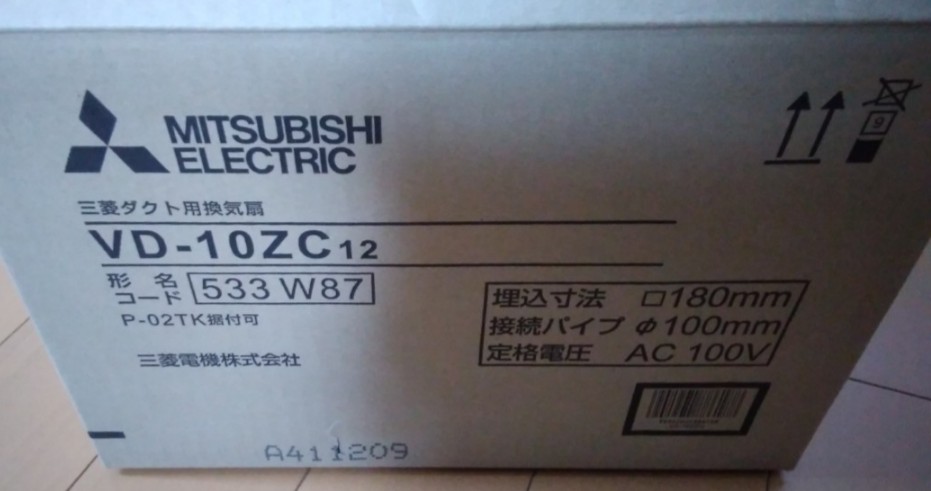 MITSUBISHI
ELECTRIC
三菱ダクト用換気扇
VD-10ZC12
形名
コード 533 W87
P-02TK据付可
三菱電機株式会社
埋込寸法 □180mm
接続パイプ φ100mm
定格電圧 AC 100V
9
A411209